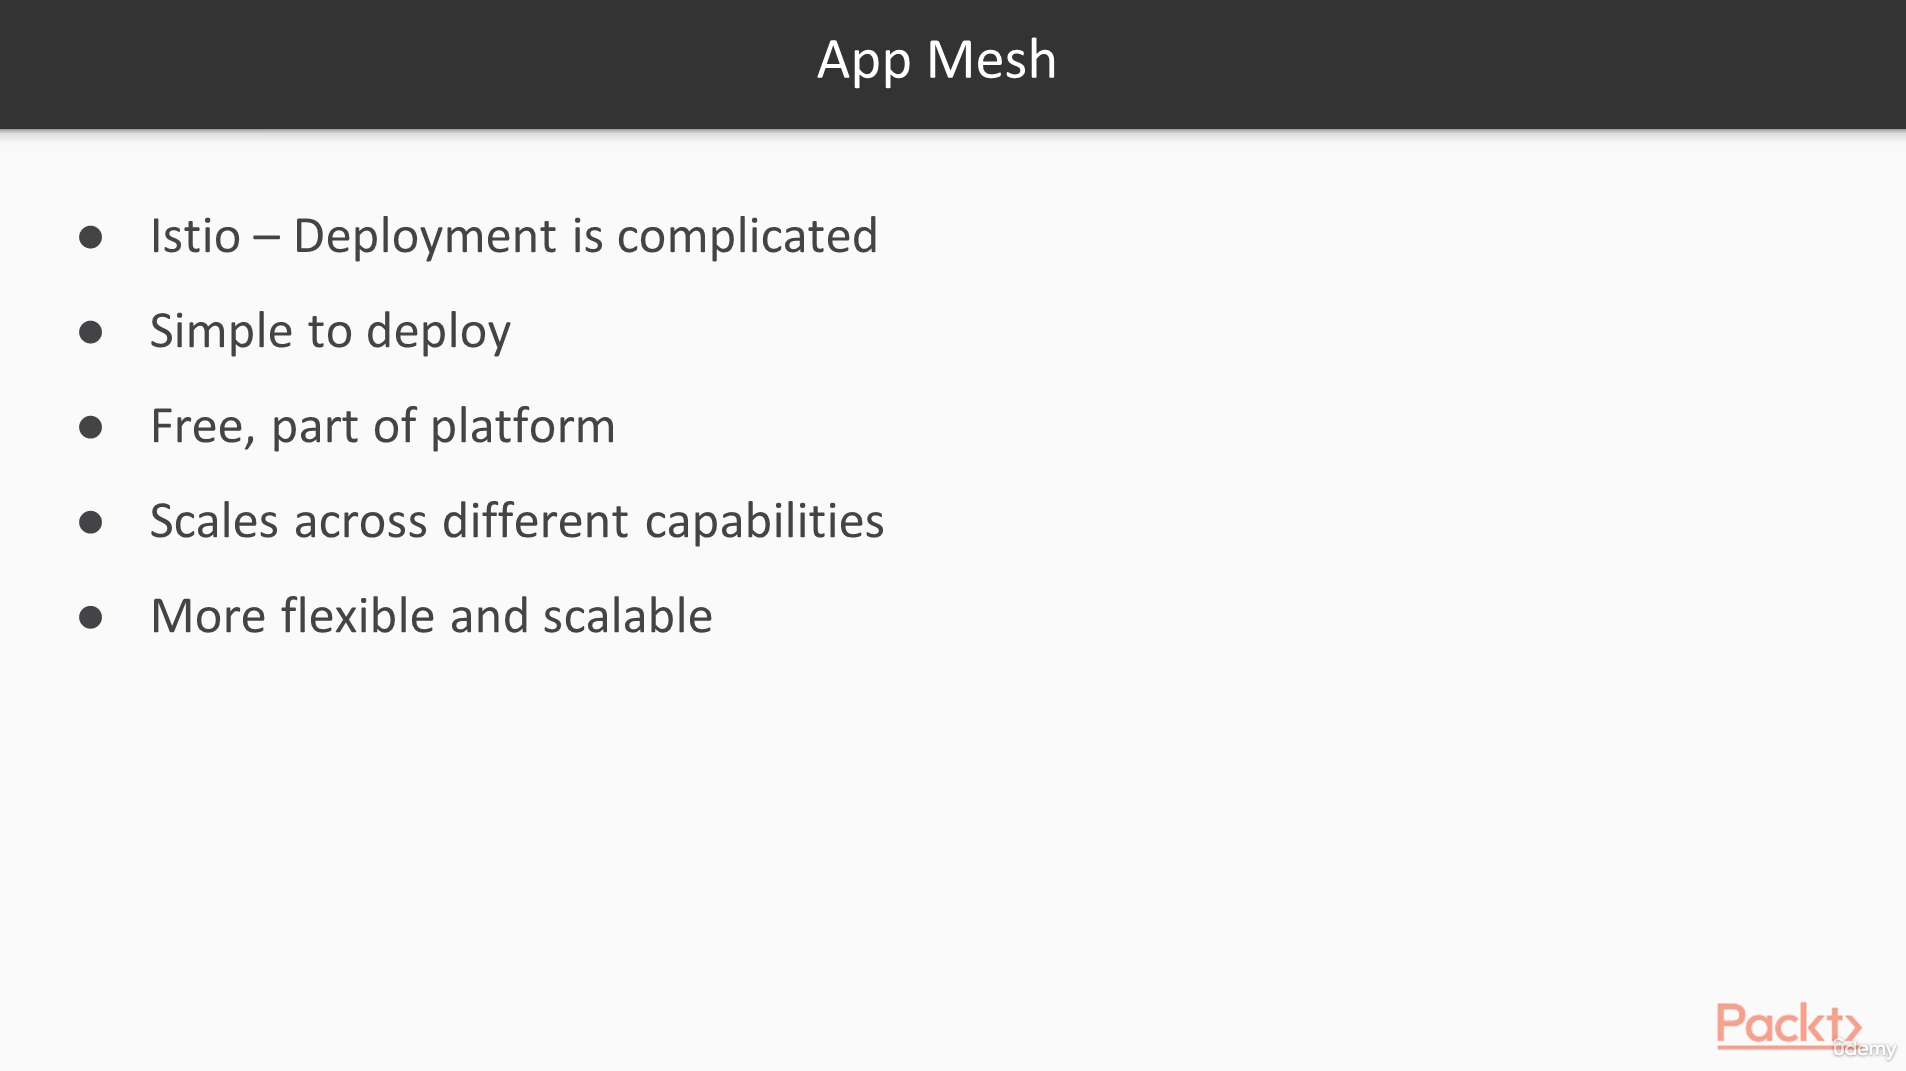 App Mesh
● Istio – Deployment is complicated
● Simple to deploy
● Free, part of platform
● Scales across different capabilities
● More flexible and scalable
Packt>
ûdemy